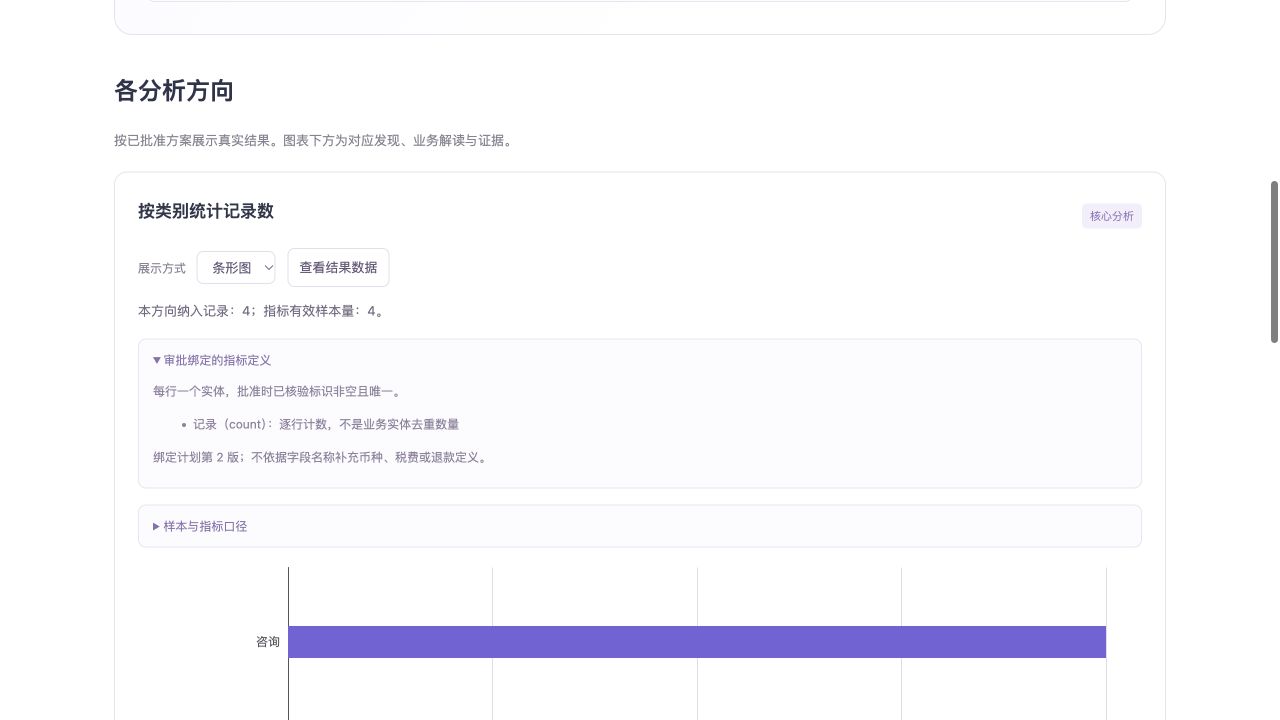 各分析方向
按已批准方案展示真实结果。图表下方为对应发现、业务解读与证据。
按类别统计记录数
核心分析
展示方式 条形图 查看结果数据
本方向纳入记录：4；指标有效样本量：4。
▼审批绑定的指标定义
每行一个实体，批准时已核验标识非空且唯一。
• 记录（count）：逐行计数，不是业务实体去重数量
绑定计划第 2 版；不依据字段名称补充币种、税费或退款定义。
▶样本与指标口径
咨询